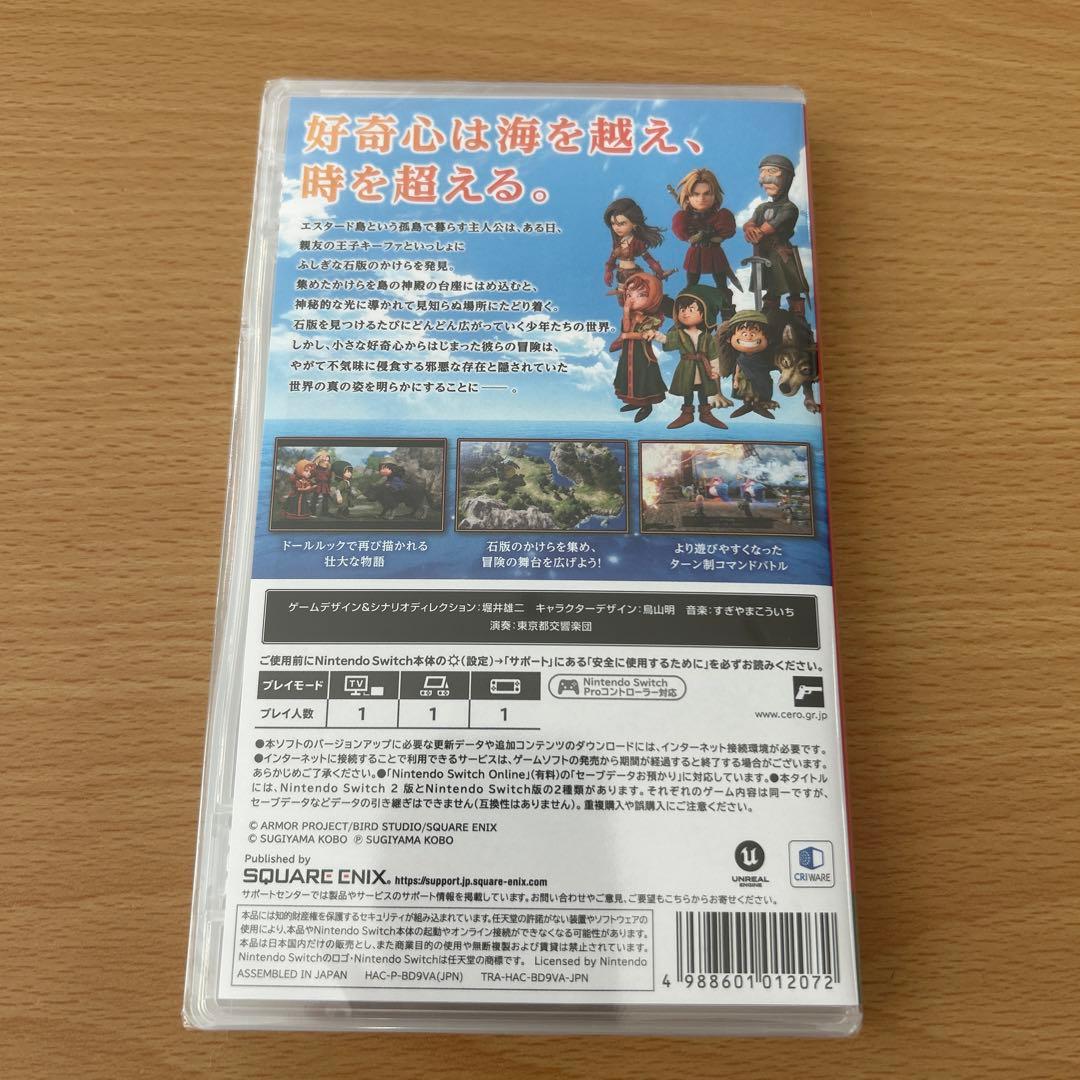 好奇心は海を越え、
時を超える。
エスタード島という孤島で暮らす主人公は、ある日、
親友の王子キーファといっしょに
ふしぎな石版のかけらを発見。
集めたかけらを島の神殿の台座にはめ込むと、
神秘的な光に導かれて見知らぬ場所にたどり着く。
石版を見つけるたびにどんどん広がっていく少年たちの世界。
しかし、小さな好奇心からはじまった彼らの冒険は、
やがて不気味に侵食する邪悪な存在と隠されていた
世界の真の姿を明らかにすることに――。
ドールルックで再び描かれる
壮大な物語
石版のかけらを集め、
冒険の舞台を広げよう!
より遊びやすくなった
ターン制コマンドバトル
ゲームデザイン&シナリオディレクション:堀井雄二 キャラクターデザイン:鳥山明 音楽:すぎやまこういち
演奏:東京都交響楽団
ご使用前にNintendo Switch本体の(設定)→「サポート」にある「安全に使用するために」を必ずお読みください。
プレイモード TV
Nintendo Switch
Proコントローラー対応
プレイ人数 1 1 1
www.cero.gr.jp
●本ソフトのバージョンアップに必要な更新データや追加コンテンツのダウンロードには、インターネット接続環境が必要です。
●インターネットに接続することで利用できるサービスは、ゲームソフトの発売から期間が経過すると終了する場合がございます。
あらかじめご了承ください。●「Nintendo Switch Online」(有料)の「セーブデータお預かり」に対応しています。●本タイトル
には、Nintendo Switch 2 版とNintendo Switch版の2種類があります。それぞれのゲーム内容は同一ですが、
セーブデータなどデータの引き継ぎはできません(互換性はありません)。重複購入や誤購入にご注意ください。
© ARMOR PROJECT/BIRD STUDIO/SQUARE ENIX
© SUGIYAMA KOBO ℗ SUGIYAMA KOBO
Published by
SQUARE ENIX. https://support.jp.square-enix.com
UNREAL
ENGINE
CRIWARE
サポートセンターでは製品やサービスのサポート情報を掲載しています。お問い合わせやご意見、ご要望もこちらからお寄せください。
本品には知的財産権を保護するセキュリティが組み込まれています。任天堂の許諾がない装置やソフトウェアの
使用により、本品やNintendo Switch本体の起動やオンライン接続ができなくなる可能性があります。
本品は日本国内だけの販売とし、また商業目的の使用や無断複製および賃貸は禁止されています。
Nintendo Switchのロゴ・Nintendo Switchは任天堂の商標です。 Licensed by Nintendo
ASSEMBLED IN JAPAN HAC-P-BD9VA(JPN) TRA-HAC-BD9VA-JPN
4 988601 012072